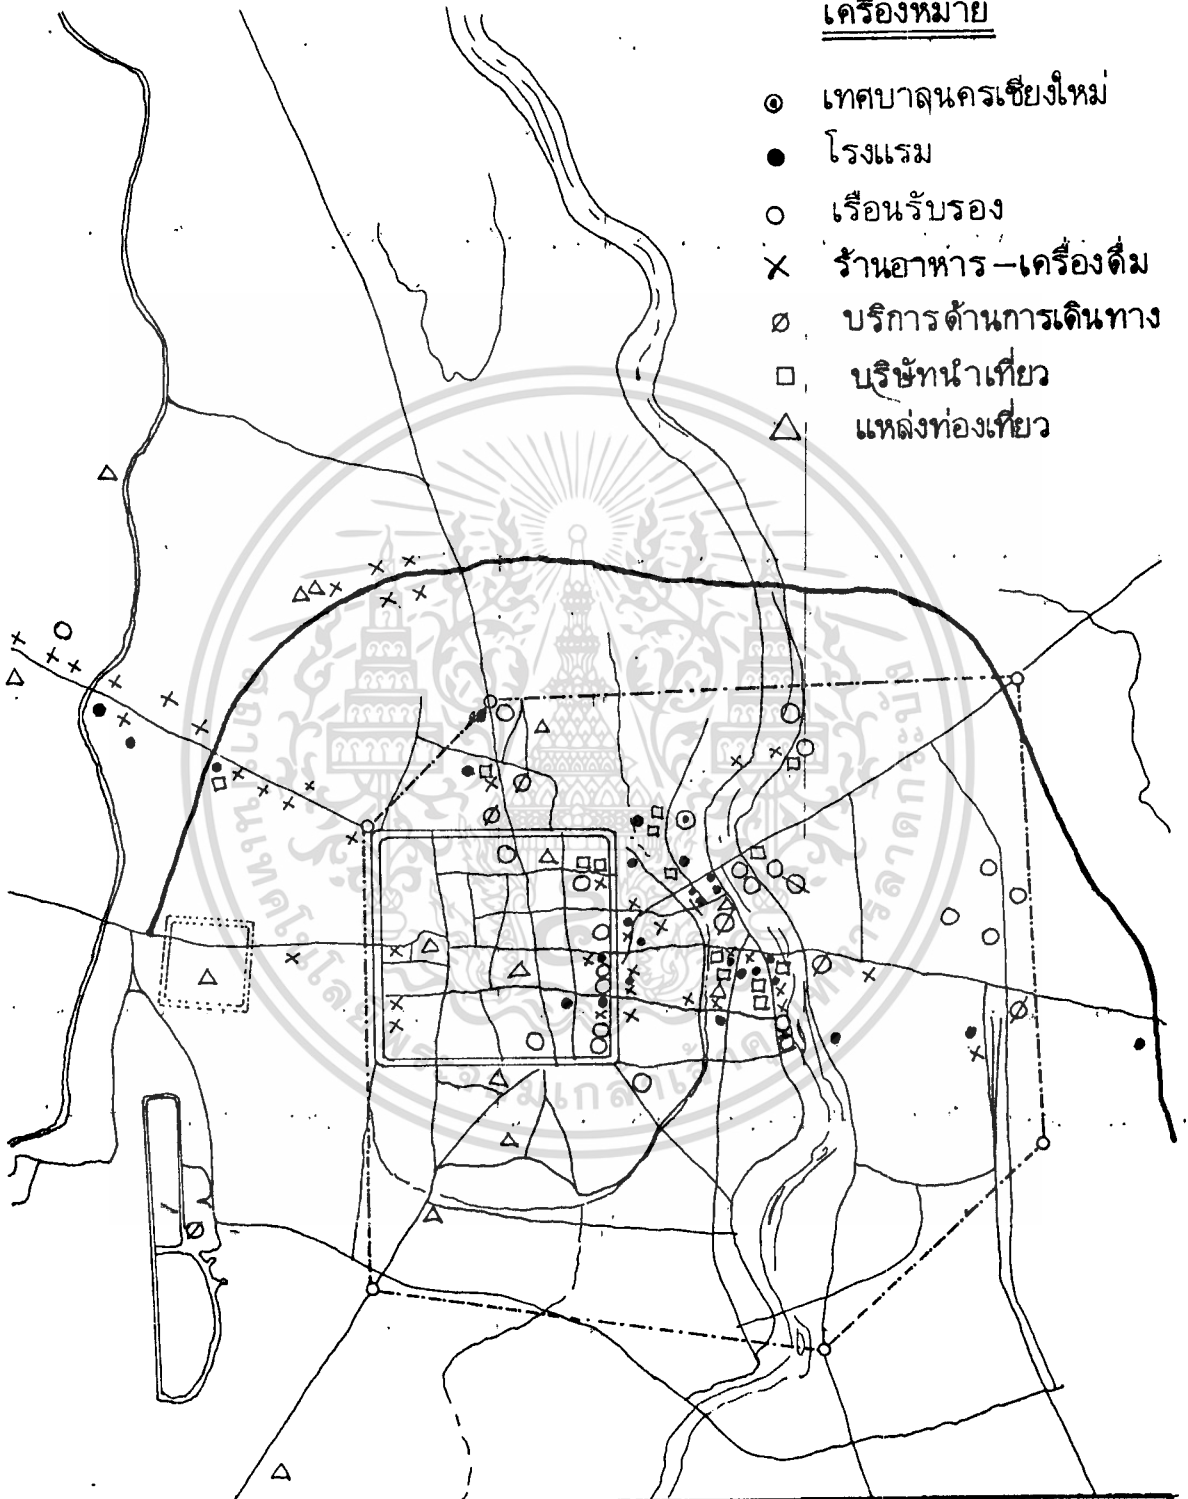 เครื่องหมาย
เทศบาลนครเชียงใหม่
โรงแรม
เรือนรับรอง
ร้านอาหาร-เครื่องดื่ม
บริการด้านการเดินทาง
บริษัทนำเที่ยว
แหล่งท่องเที่ยว